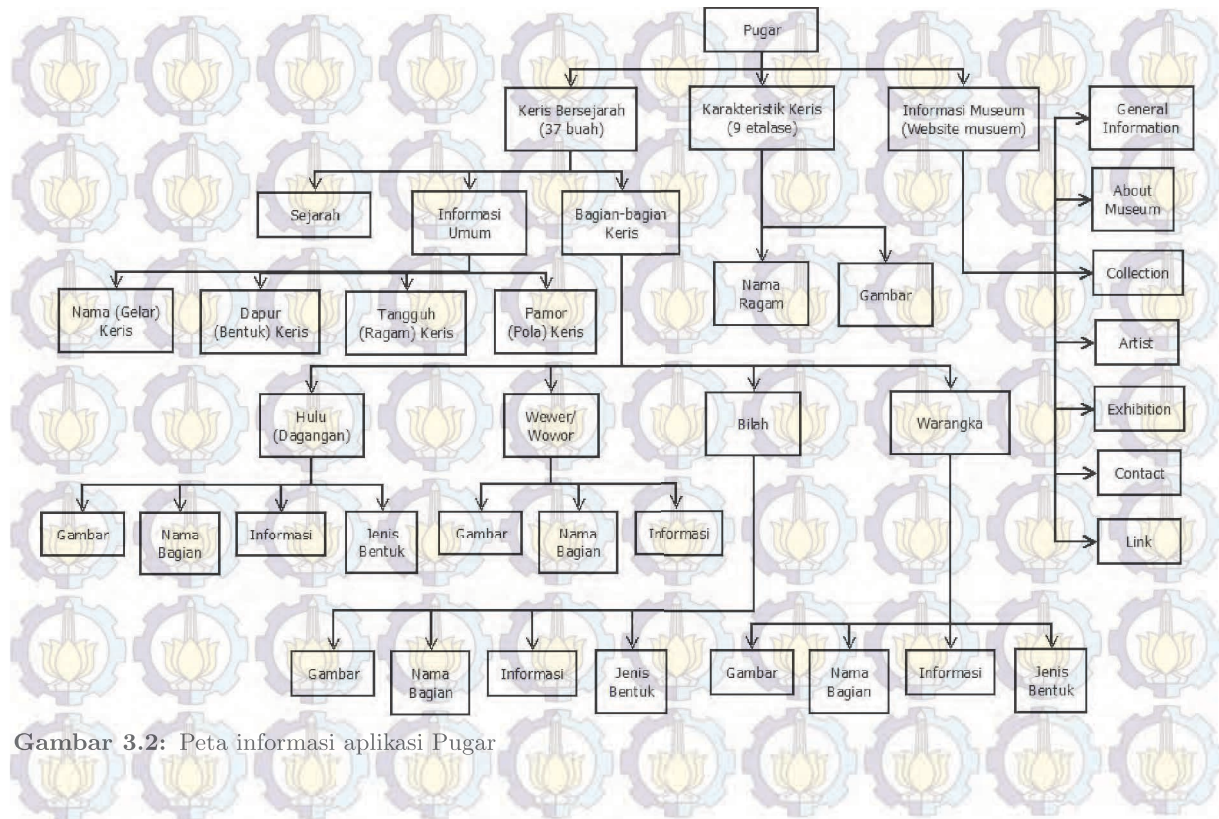 Pugar
Keris Bersejarah
(37 buah)
Karakteristik Keris
(9 etalase)
Informasi Museum
(Website musuem)
General
Information
About
Museum
Collection
Artist
Exhibition
Contact
Link
Sejarah
Informasi
Umum
Bagian-bagian
Keris
Nama
Ragam
Gambar
Nama (Gelar)
Keris
Dapur
(Bentuk) Keris
Tangguh
(Ragam) Keris
Pamor
(Pola) Keris
Hulu
(Dagangan)
Wewer/
Wowor
Bilah
Warangka
Gambar
Nama
Bagian
Informasi
Jenis
Bentuk
Gambar
Nama
Bagian
Informasi
Gambar
Nama
Bagian
Informasi
Jenis
Bentuk
Gambar
Nama
Bagian
Informasi
Jenis
Bentuk
Gambar 3.2: Peta informasi aplikasi Pugar